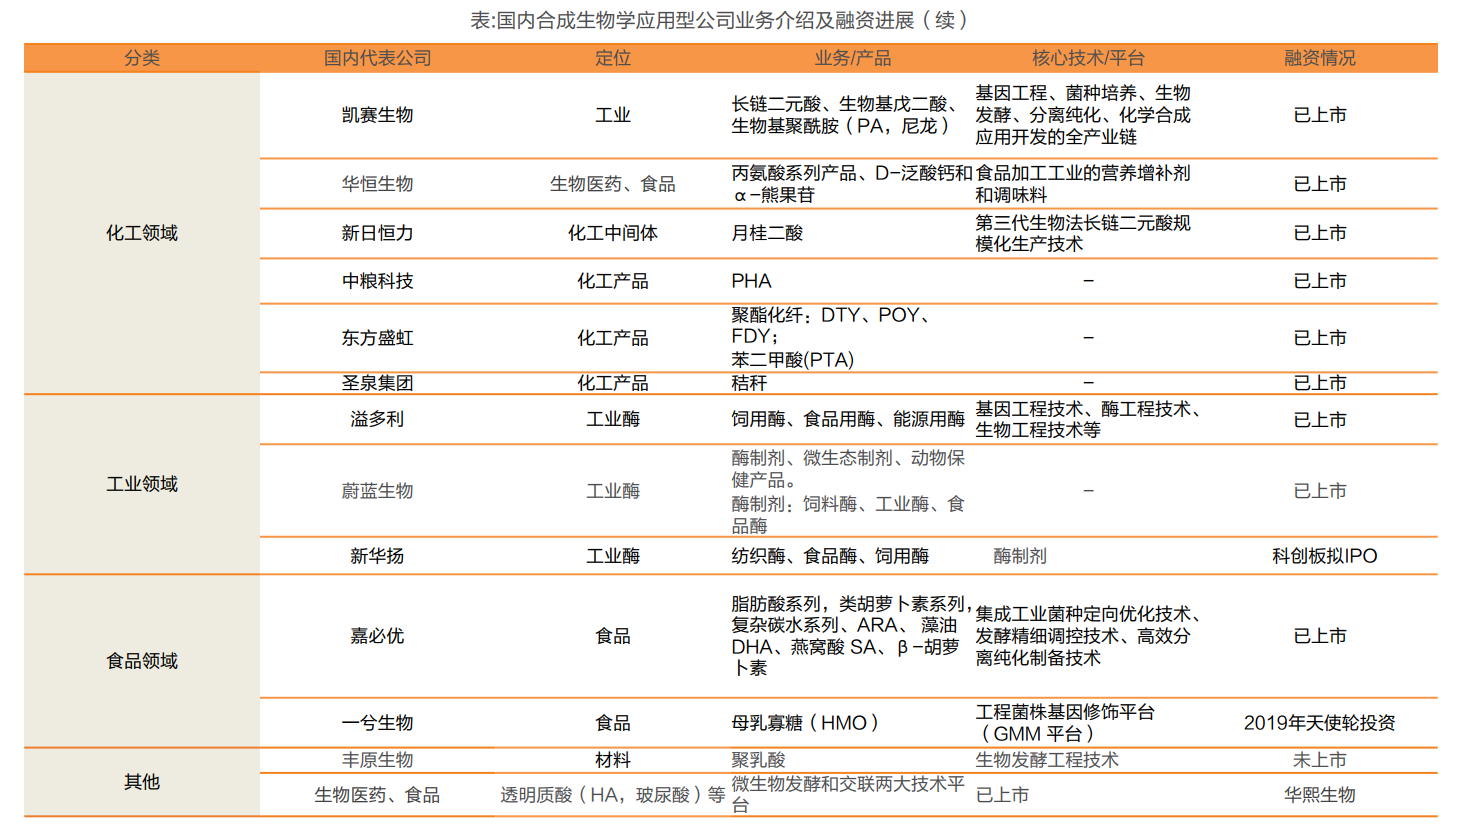 表:国内合成生物学应用型公司业务介绍及融资进展（续）
分类 国内代表公司 定位 业务/产品 核心技术/平台 融资情况
化工领域
凯赛生物 工业
长链二元酸、生物基戊二酸、
生物基聚酰胺（PA，尼龙）
基因工程、菌种培养、生物
发酵、分离纯化、化学合成
应用开发的全产业链
已上市
华恒生物 生物医药、食品
丙氨酸系列产品、D-泛酸钙和
α-熊果苷
食品加工工业的营养增补剂
和调味料
已上市
新日恒力 化工中间体 月桂二酸
第三代生物法长链二元酸规
模化生产技术
已上市
中粮科技 化工产品 PHA – 已上市
东方盛虹 化工产品
聚酯化纤：DTY、POY、
FDY；
苯二甲酸(PTA)
– 已上市
圣泉集团 化工产品 秸秆 – 已上市
工业领域
溢多利 工业酶 饲用酶、食品用酶、能源用酶
基因工程技术、酶工程技术、
生物工程技术等
已上市
蔚蓝生物 工业酶
酶制剂、微生态制剂、动物保
健产品。
酶制剂：饲料酶、工业酶、食
品酶
– 已上市
新华扬 工业酶 纺织酶、食品酶、饲用酶 酶制剂 科创板拟IPO
食品领域
嘉必优 食品
脂肪酸系列，类胡萝卜素系列，
复杂碳水系列、ARA、 藻油
DHA、燕窝酸 SA、β-胡萝
卜素
集成工业菌种定向优化技术、
发酵精细调控技术、高效分
离纯化制备技术
已上市
一兮生物 食品 母乳寡糖（HMO）
工程菌株基因修饰平台
（GMM 平台）
2019年天使轮投资
其他
丰原生物 材料 聚乳酸 生物发酵工程技术 未上市
生物医药、食品 透明质酸（HA，玻尿酸）等
微生物发酵和交联两大技术平
台
已上市 华熙生物